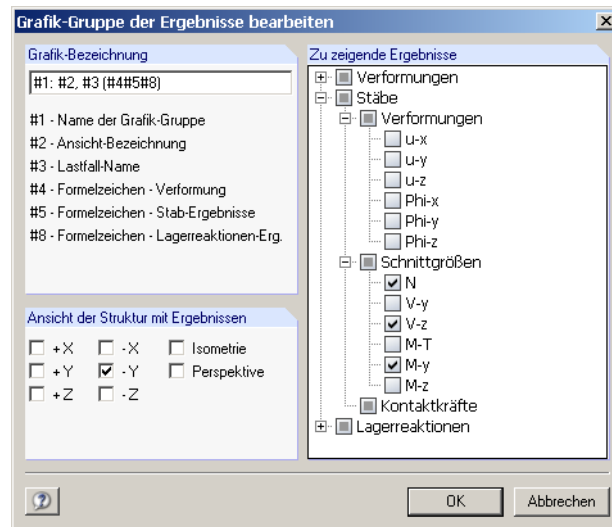 Grafik-Gruppe der Ergebnisse bearbeiten
Grafik-Bezeichnung
#1: #2, #3 (#4#5#8)
#1 - Name der Grafik-Gruppe
#2 - Ansicht-Bezeichnung
#3 - Lastfall-Name
#4 - Formelzeichen - Verformung
#5 - Formelzeichen - Stab-Ergebnisse
#8 - Formelzeichen - Lagerreaktionen-Erg.
Ansicht der Struktur mit Ergebnissen
+X -X Isometrie
+Y -Y Perspektive
+Z -Z
Zu zeigende Ergebnisse
Verformungen
Stäbe
Verformungen
u-x
u-y
u-z
Phi-x
Phi-y
Phi-z
Schnittgrößen
N
V-y
V-z
M-T
M-y
M-z
Kontaktkräfte
Lagerreaktionen
OK Abbrechen